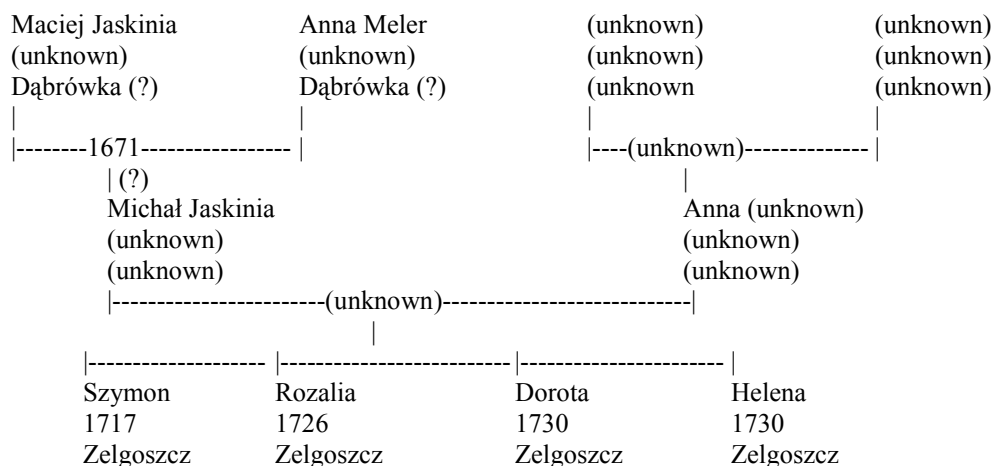 Maciej Jaskinia Anna Meler (unknown) (unknown)
(unknown) (unknown) (unknown) (unknown)
Dąbrówka (?) Dąbrówka (?) (unknown (unknown)
| | | |
|--------1671----------------- | |----(unknown)-------------- |
| (?) |
Michał Jaskinia Anna (unknown)
(unknown) (unknown)
(unknown) (unknown)
|------------------------(unknown)----------------------------|
|
|-------------------- |-------------------------- |----------------------- |
Szymon Rozalia Dorota Helena
1717 1726 1730 1730
Zelgoszcz Zelgoszcz Zelgoszcz Zelgoszcz